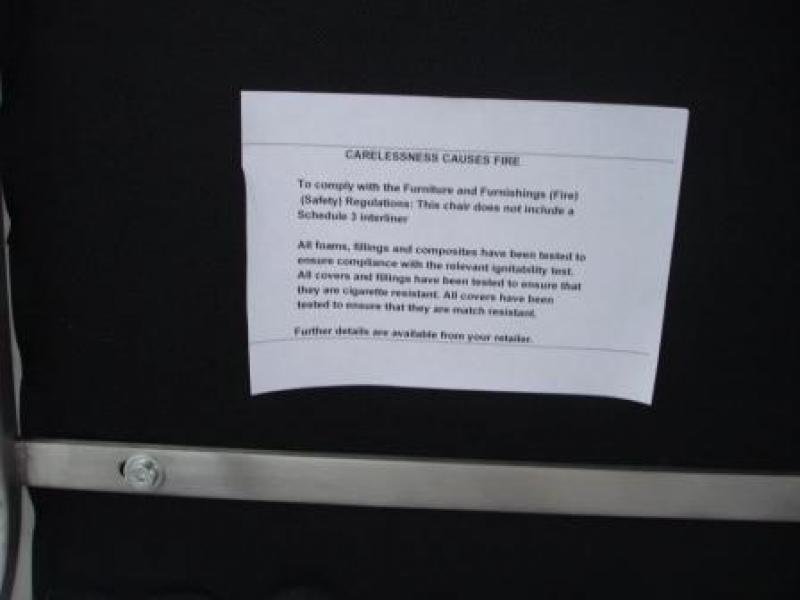 CARELESSNESS CAUSES FIRE
To comply with the Furniture and Furnishings (Fire)
(Safety) Regulations: This chair does not include a
Schedule 3 interliner
All foams, fillings and composites have been tested to
ensure compliance with the relevant ignitability test.
All covers and fillings have been tested to ensure that
they are cigarette resistant. All covers have been
tested to ensure that they are match resistant.
Further details are available from your retailer.